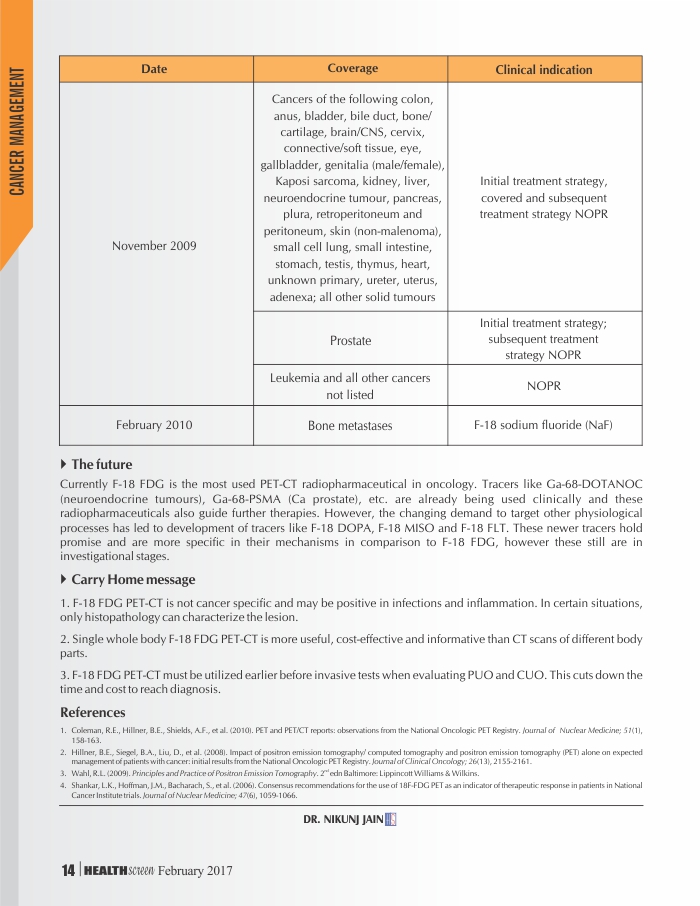 CANCER MANAGEMENT
Date
Coverage
Clinical indication
November 2009
Cancers of the following colon,
anus, bladder, bile duct, bone/
cartilage, brain/CNS, cervix,
connective/soft tissue, eye,
gallbladder, genitalia (male/female),
Kaposi sarcoma, kidney, liver,
neuroendocrine tumour, pancreas,
plura, retroperitoneum and
peritoneum, skin (non-malenoma),
small cell lung, small intestine,
stomach, testis, thymus, heart,
unknown primary, ureter, uterus,
adenexa; all other solid tumours
Initial treatment strategy,
covered and subsequent
treatment strategy NOPR
Prostate
Initial treatment strategy;
subsequent treatment
strategy NOPR
Leukemia and all other cancers
not listed
NOPR
February 2010
Bone metastases
F-18 sodium fluoride (NaF)
The future
Currently F-18 FDG is the most used PET-CT radiopharmaceutical in oncology. Tracers like Ga-68-DOTANOC
(neuroendocrine tumours), Ga-68-PSMA (Ca prostate), etc. are already being used clinically and these
radiopharmaceuticals also guide further therapies. However, the changing demand to target other physiological
processes has led to development of tracers like F-18 DOPA, F-18 MISO and F-18 FLT. These newer tracers hold
promise and are more specific in their mechanisms in comparison to F-18 FDG, however these still are in
investigational stages.
Carry Home message
1. F-18 FDG PET-CT is not cancer specific and may be positive in infections and inflammation. In certain situations,
only histopathology can characterize the lesion.
2. Single whole body F-18 FDG PET-CT is more useful, cost-effective and informative than CT scans of different body
parts.
3. F-18 FDG PET-CT must be utilized earlier before invasive tests when evaluating PUO and CUO. This cuts down the
time and cost to reach diagnosis.
References
1. Coleman, R.E., Hillner, B.E., Shields, A.F., et al. (2010). PET and PET/CT reports: observations from the National Oncologic PET Registry. Journal of Nuclear Medicine; 51(1),
158-163.
2. Hillner, B.E., Siegel, B.A., Liu, D., et al. (2008). Impact of positron emission tomography/ computed tomography and positron emission tomography (PET) alone on expected
management of patients with cancer: initial results from the National Oncologic PET Registry. Journal of Clinical Oncology; 26(13), 2155-2161.
3. Wahl, R.L. (2009). Principles and Practice of Positron Emission Tomography. 2nd edn Baltimore: Lippincott Williams & Wilkins.
4. Shankar, L.K., Hoffman, J.M., Bacharach, S., et al. (2006). Consensus recommendations for the use of 18F-FDG PET as an indicator of therapeutic response in patients in National
Cancer Institute trials. Journal of Nuclear Medicine; 47(6), 1059-1066.
DR. NIKUNJ JAIN
14 HEALTHscreen February 2017